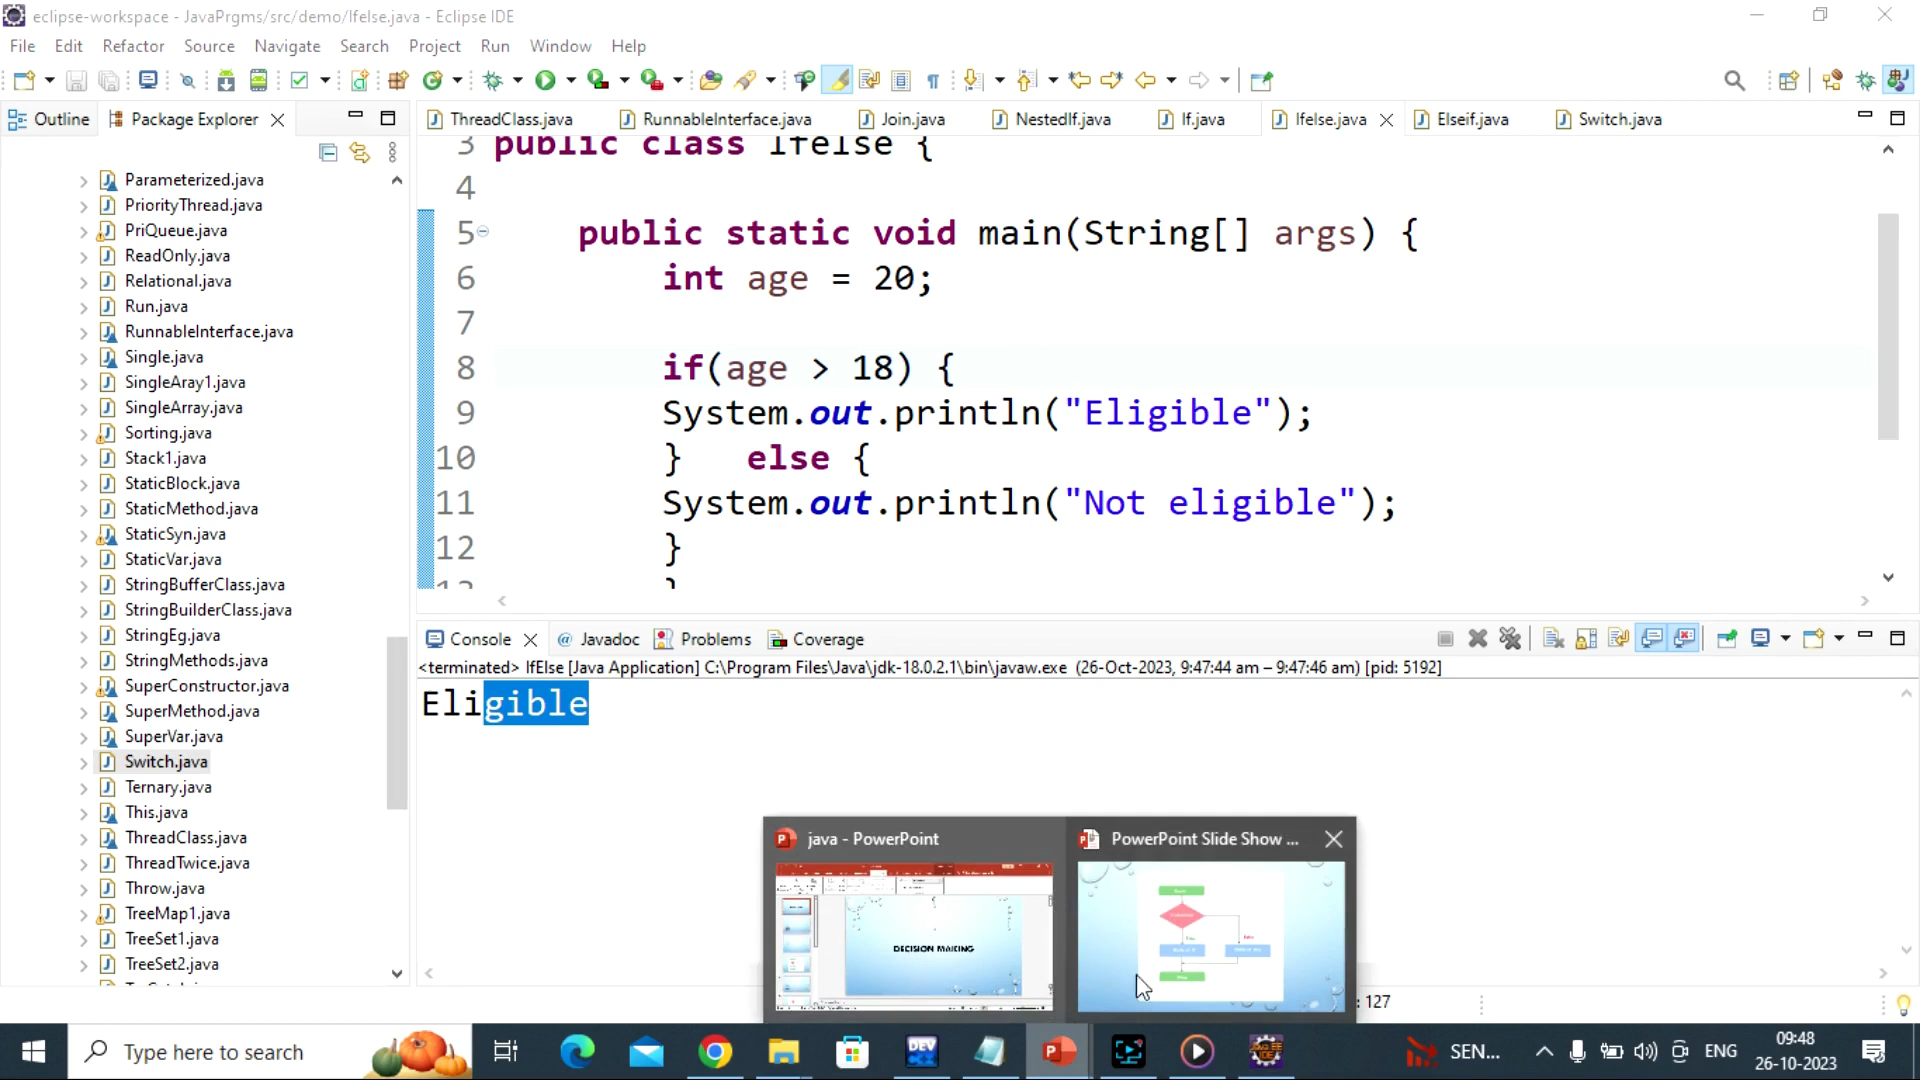 eclipse-workspace - JavaPrgms/src/demo/Ifelse.java - Eclipse IDE
File Edit Refactor Source Navigate Search Project Run Window Help
Outline Package Explorer
ThreadClass.java RunnableInterface.java Join.java NestedIf.java If.java Ifelse.java Elseif.java Switch.java
Parameterized.java
PriorityThread.java
PriQueue.java
ReadOnly.java
Relational.java
Run.java
RunnableInterface.java
Single.java
SingleAray1.java
SingleArray.java
Sorting.java
Stack1.java
StaticBlock.java
StaticMethod.java
StaticSyn.java
StaticVar.java
StringBufferClass.java
StringBuilderClass.java
StringEg.java
StringMethods.java
SuperConstructor.java
SuperMethod.java
SuperVar.java
Switch.java
Ternary.java
This.java
ThreadClass.java
ThreadTwice.java
Throw.java
TreeMap1.java
TreeSet1.java
TreeSet2.java
3 public class Ifelse {
4
5 public static void main(String[] args) {
6 int age = 20;
7
8 if(age > 18) {
9 System.out.println("Eligible");
10 } else {
11 System.out.println("Not eligible");
12 }
13 }
Console Javadoc Problems Coverage
<terminated> IfElse [Java Application] C:\Program Files\Java\jdk-18.0.2.1\bin\javaw.exe (26-Oct-2023, 9:47:44 am – 9:47:46 am) [pid: 5192]
Eligible
java - PowerPoint
DECISION MAKING
PowerPoint Slide Show ...
: 127
Type here to search
DEV C++
SEN...
ENG
09:48
26-10-2023